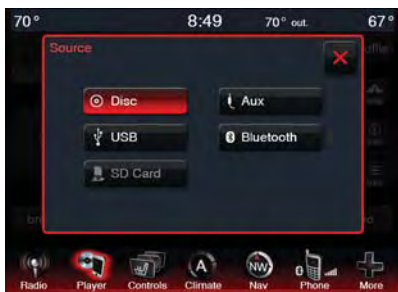 70° 8:49 70° out. 67°
Source
Disc Aux
USB Bluetooth
SD Card
A NW
Radio Player Controls Climate Nav Phone More